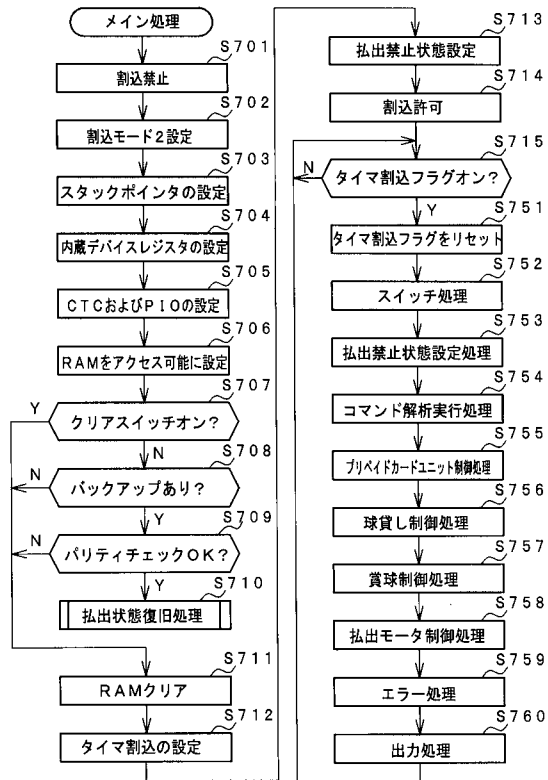 メイン処理
S701
割込禁止
S702
割込モード2設定
S703
スタックポインタの設定
S704
内蔵デバイスレジスタの設定
S705
CTCおよびPIOの設定
S706
RAMをアクセス可能に設定
S707
Y
クリアスイッチオン?
N
S708
N
バックアップあり?
Y
S709
N
パリティチェックOK?
Y
S710
払出状態復旧処理
S711
RAMクリア
S712
タイマ割込の設定
S713
払出禁止状態設定
S714
割込許可
S715
N
タイマ割込フラグオン?
Y
S751
タイマ割込フラグをリセット
S752
スイッチ処理
S753
払出禁止状態設定処理
S754
コマンド解析実行処理
S755
プリペイドカードユニット制御処理
S756
球貸し制御処理
S757
賞球制御処理
S758
払出モータ制御処理
S759
エラー処理
S760
出力処理